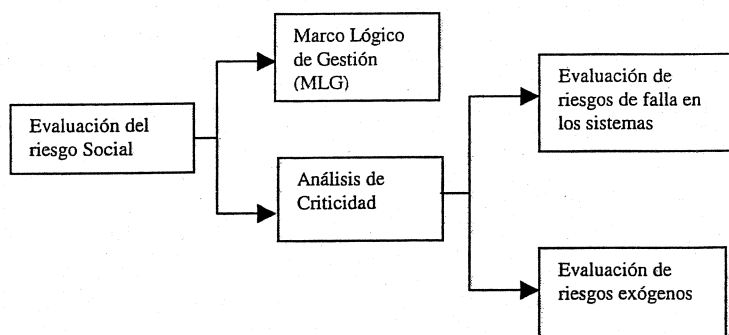 Evaluación del
riesgo Social
Marco Lógico
de Gestión
(MLG)
Análisis de
Criticidad
Evaluación de
riesgos de falla en
los sistemas
Evaluación de
riesgos exógenos